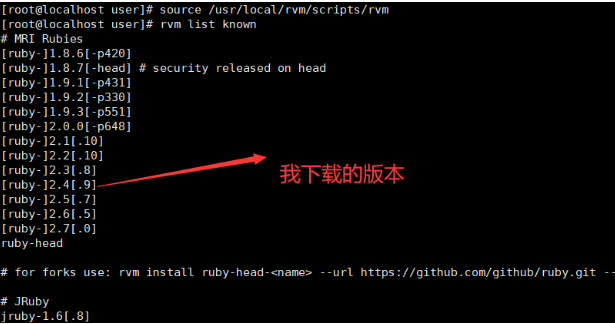 [root@localhost user]# source /usr/local/rvm/scripts/rvm
[root@localhost user]# rvm list known
# MRI Rubies
[ruby-]1.8.6[-p420]
[ruby-]1.8.7[-head] # security released on head
[ruby-]1.9.1[-p431]
[ruby-]1.9.2[-p330]
[ruby-]1.9.3[-p551]
[ruby-]2.0.0[-p648]
[ruby-]2.1[.10]
[ruby-]2.2[.10]
[ruby-]2.3[.8]
我下载的版本
[ruby-]2.4[.9]
[ruby-]2.5[.7]
[ruby-]2.6[.5]
[ruby-]2.7[.0]
ruby-head
# for forks use: rvm install ruby-head-<name> --url https://github.com/github/ruby.git --
# JRuby
jruby-1.6[.8]